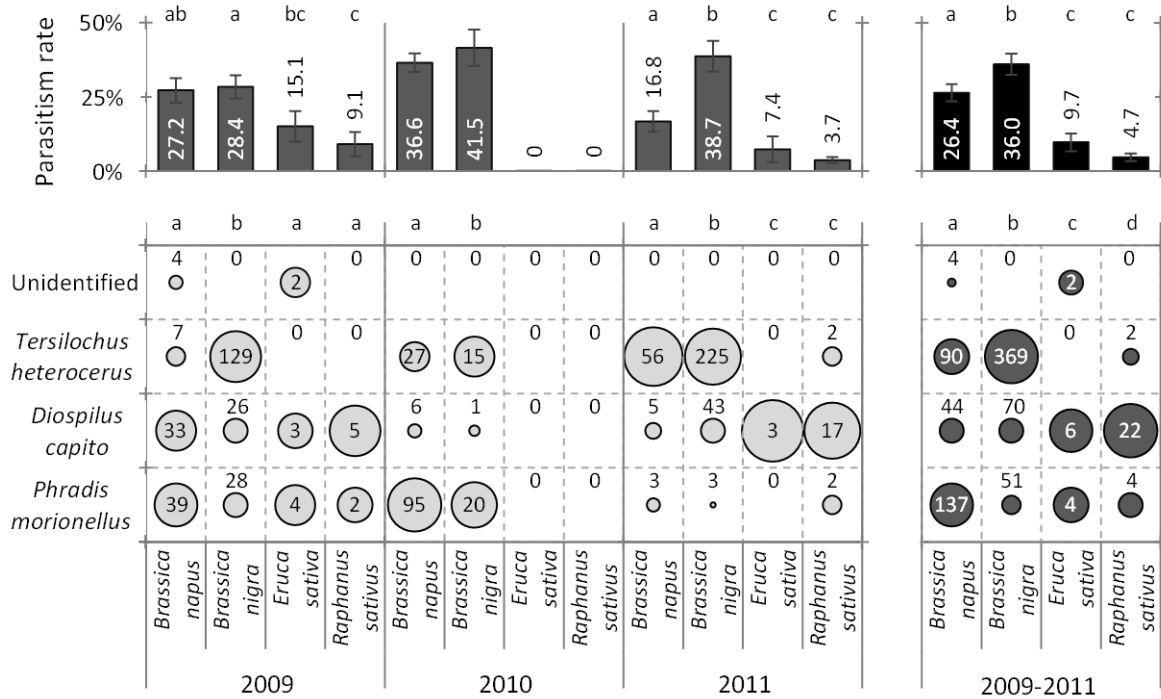 50% ab a bc c a b c c a b c c
Parasitism rate
25%
0%
27.2 28.4 15.1 9.1 36.6 41.5 0 0 16.8 38.7 7.4 3.7 26.4 36.0 9.7 4.7
a b a a a b a b c c a b c d
Unidentified
4 0 2 0 0 0 0 0 0 0 0 0 4 0 2 0
Tersilochus
heterocerus
7 129 0 0 27 15 0 0 56 225 0 2 90 369 0 2
Diospilus
capito
33 26 3 5 6 1 0 0 5 43 3 17 44 70 6 22
Phradis
morionellus
39 28 4 2 95 20 0 0 3 3 0 2 137 51 4 4
Brassica
napus
Brassica
nigra
Eruca
sativa
Raphanus
sativus
Brassica
napus
Brassica
nigra
Eruca
sativa
Raphanus
sativus
Brassica
napus
Brassica
nigra
Eruca
sativa
Raphanus
sativus
Brassica
napus
Brassica
nigra
Eruca
sativa
Raphanus
sativus
2009 2010 2011 2009-2011